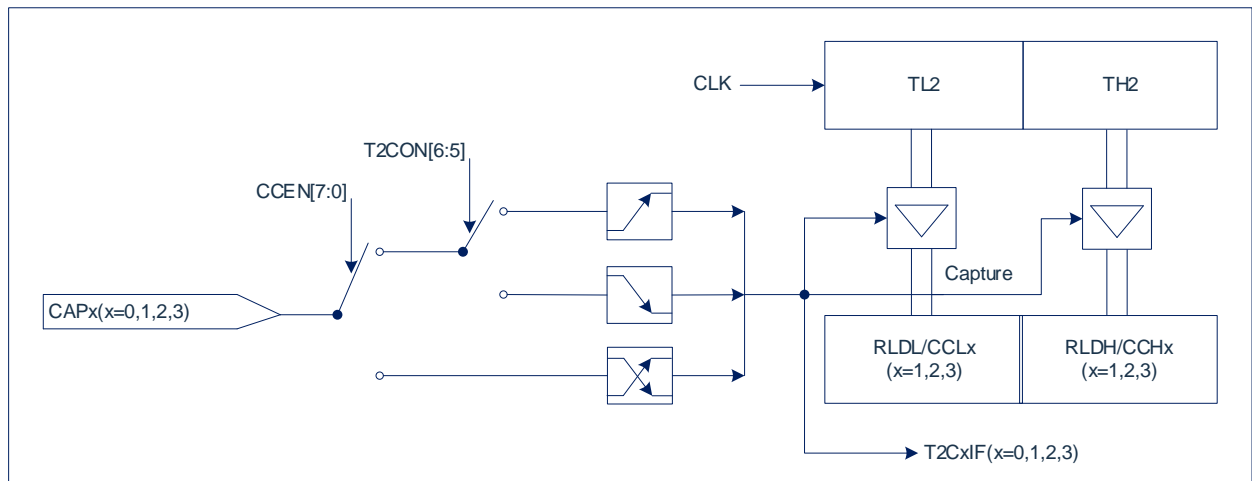 CLK
TL2
TH2
T2CON[6:5]
CCEN[7:0]
Capture
CAPx(x=0,1,2,3)
RLDL/CCLx
(x=1,2,3)
RLDH/CCHx
(x=1,2,3)
T2CxIF(x=0,1,2,3)